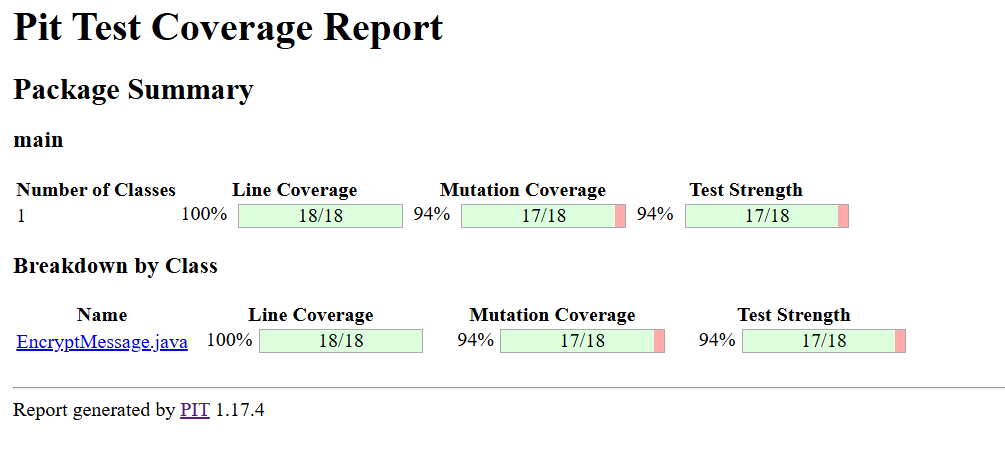 Pit Test Coverage Report
Package Summary
main
Number of Classes Line Coverage Mutation Coverage Test Strength
1 100% 18/18 94% 17/18 94% 17/18
Breakdown by Class
Name Line Coverage Mutation Coverage Test Strength
EncryptMessage.java 100% 18/18 94% 17/18 94% 17/18
Report generated by PIT 1.17.4